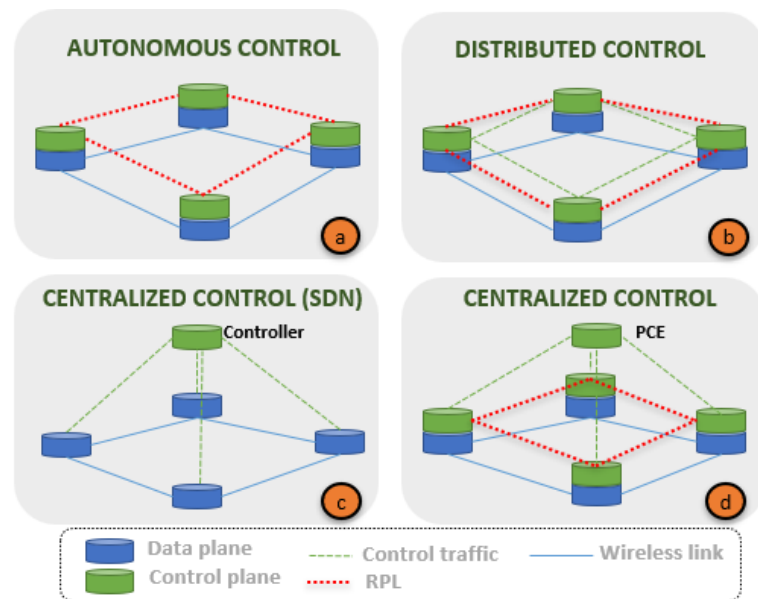 AUTONOMOUS CONTROL
a
DISTRIBUTED CONTROL
b
CENTRALIZED CONTROL (SDN)
Controller
c
CENTRALIZED CONTROL
PCE
d
Data plane
Control traffic
Wireless link
Control plane
RPL